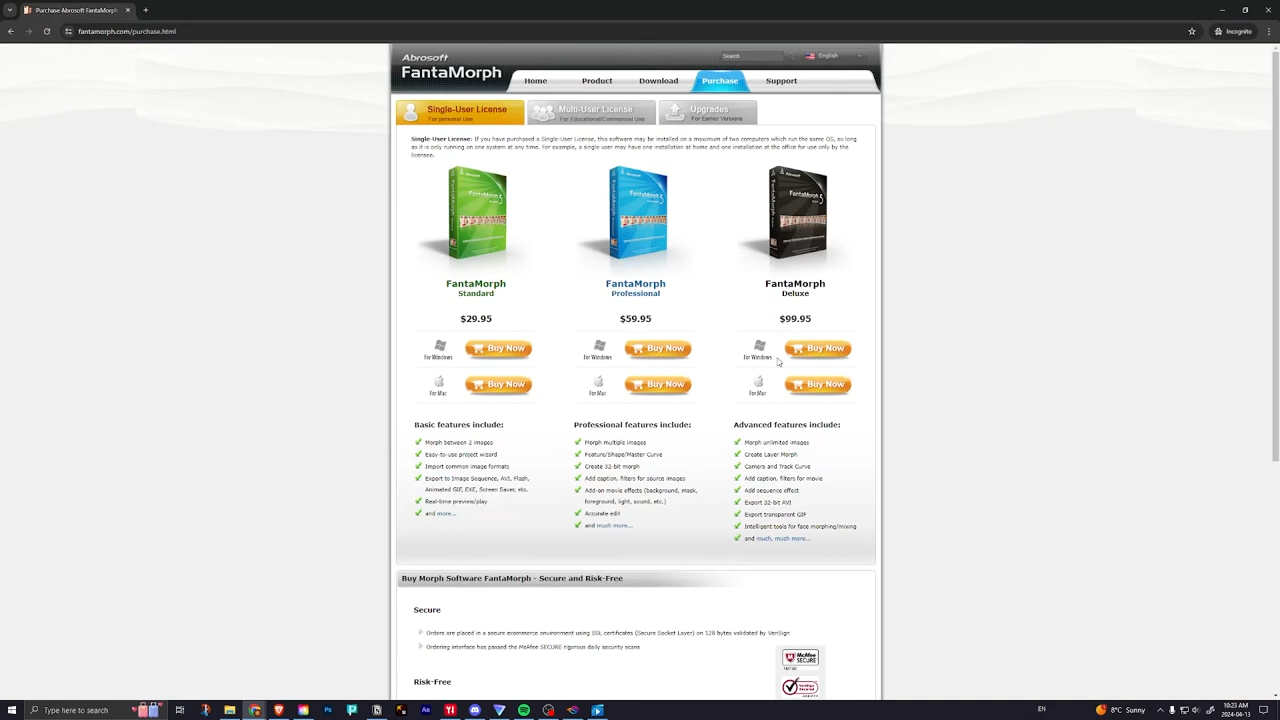 FantaMorph | Purchase
fantamorph.com/purchase.html
Incognito
Abrosoft
FantaMorph
Search
English
Home
Product
Download
Purchase
Support
Single-User License
For personal Use
Multi-User License
For Educational/Commercial Use
Upgrades
For Earlier Versions
Single-User License: If you have purchased a Single-User License, this software may be installed on a maximum of two computers which run the same OS, so long
as it is only running on one system at any time. For example, a single user may have one installation at home and one installation at the office for use only by the
licensee.
FantaMorph
Standard
$29.95
For Windows
Buy Now
For Mac
Buy Now
Basic features include:
Morph between 2 images
Easy-to-use project wizard
Import common image formats
Export to Image Sequence, AVI, Flash,
Animated GIF, EXE, Screen Saver, etc.
Real-time preview/play
and more...
FantaMorph
Professional
$59.95
For Windows
Buy Now
For Mac
Buy Now
Professional features include:
Morph multiple images
Feature/Shape/Master Curve
Create 32-bit morph
Add caption, filters for source images
Add-on movie effects (background, mask,
foreground, light, sound, etc.)
Accurate edit
and much more...
FantaMorph
Deluxe
$99.95
For Windows
Buy Now
For Mac
Buy Now
Advanced features include:
Morph unlimited images
Create Layer Morph
Camera and Track Curve
Add caption, filters for movie
Add sequence effect
Export 32-bit AVI
Export transparent GIF
Intelligent tools for face morphing/mixing
and much, much more...
Buy Morph Software FantaMorph - Secure and Risk-Free
Secure
Orders are placed in a secure ecommerce environment using SSL certificates (Secure Socket Layer) on 128 bytes validated by VeriSign
Ordering interface has passed the McAfee SECURE rigorous daily security scans
McAfee
SECURE
Risk-Free
Type here to search
8°C Sunny
EN
10:23 AM
2024-04-13